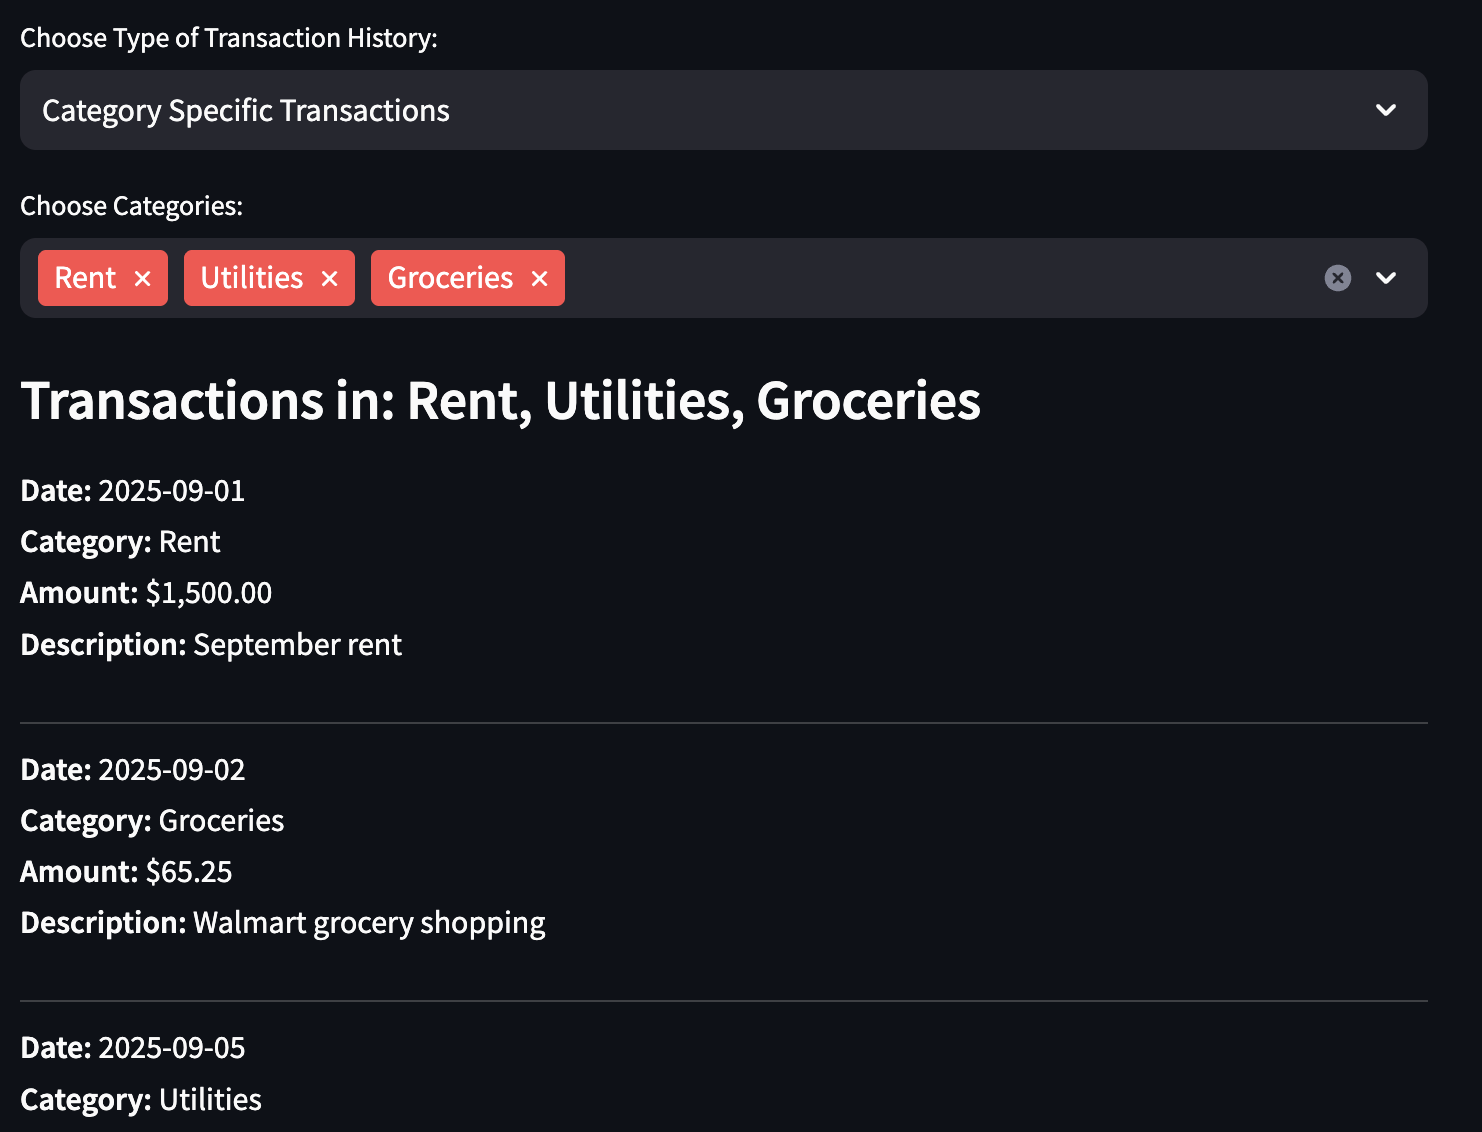 Choose Type of Transaction History:
Category Specific Transactions
Choose Categories:
Rent × Utilities × Groceries ×
Transactions in: Rent, Utilities, Groceries
Date: 2025-09-01
Category: Rent
Amount: $1,500.00
Description: September rent
Date: 2025-09-02
Category: Groceries
Amount: $65.25
Description: Walmart grocery shopping
Date: 2025-09-05
Category: Utilities